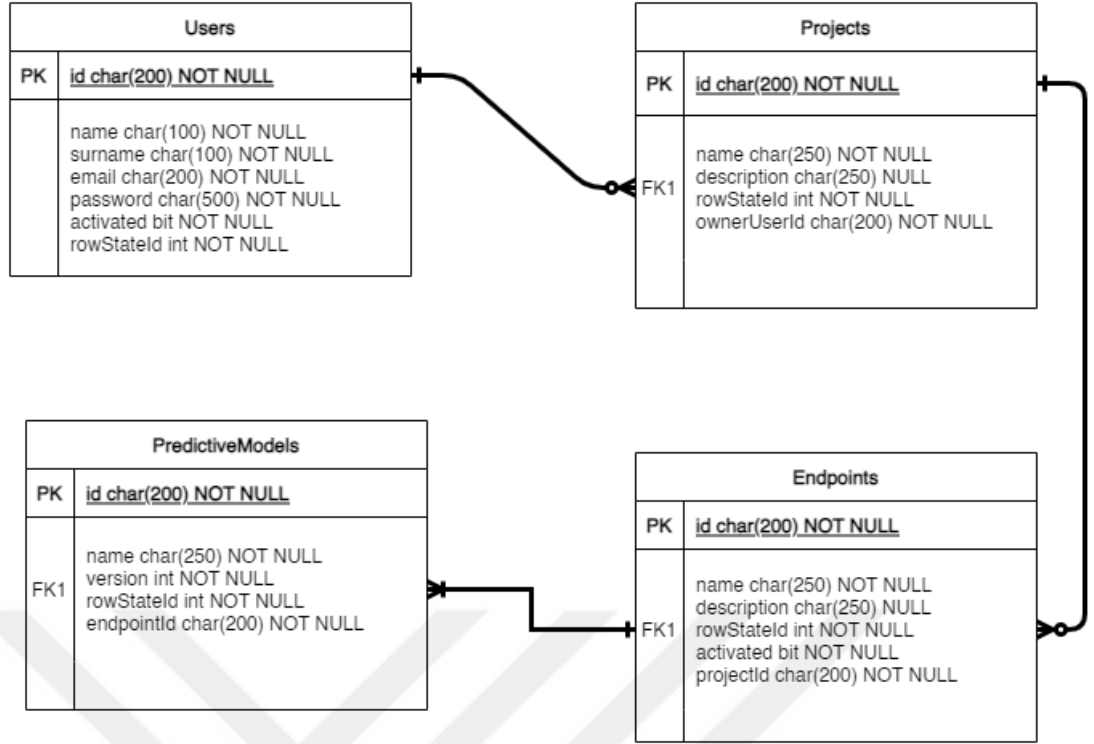 Users
PK id char(200) NOT NULL
name char(100) NOT NULL
surname char(100) NOT NULL
email char(200) NOT NULL
password char(500) NOT NULL
activated bit NOT NULL
rowStateId int NOT NULL
Projects
PK id char(200) NOT NULL
FK1
name char(250) NOT NULL
description char(250) NULL
rowStateId int NOT NULL
ownerUserId char(200) NOT NULL
PredictiveModels
PK id char(200) NOT NULL
FK1
name char(250) NOT NULL
version int NOT NULL
rowStateId int NOT NULL
endpointId char(200) NOT NULL
Endpoints
PK id char(200) NOT NULL
FK1
name char(250) NOT NULL
description char(250) NULL
rowStateId int NOT NULL
activated bit NOT NULL
projectId char(200) NOT NULL